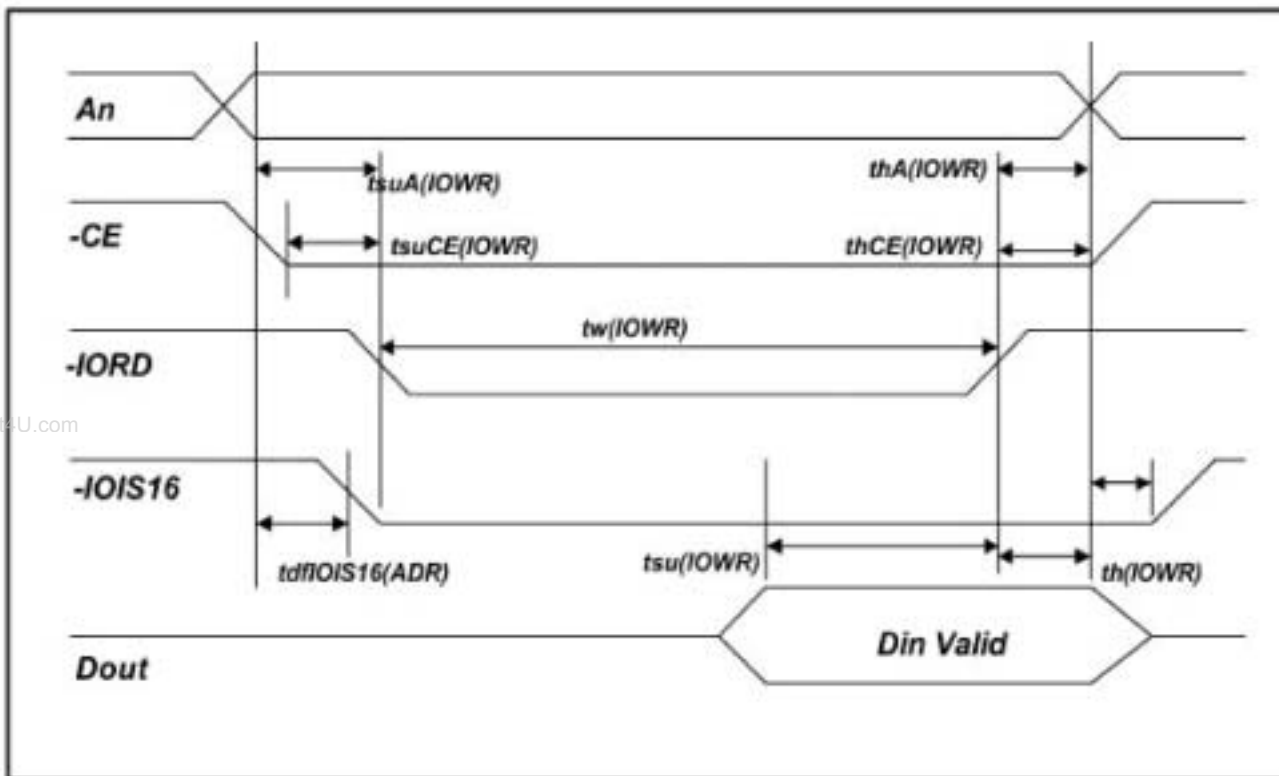 An
tsuA(IOWR)
thA(IOWR)
-CE
tsuCE(IOWR)
thCE(IOWR)
tw(IOWR)
-IORD
t4U.com
-IOIS16
tsu(IOWR)
tdfIOIS16(ADR)
th(IOWR)
Din Valid
Dout